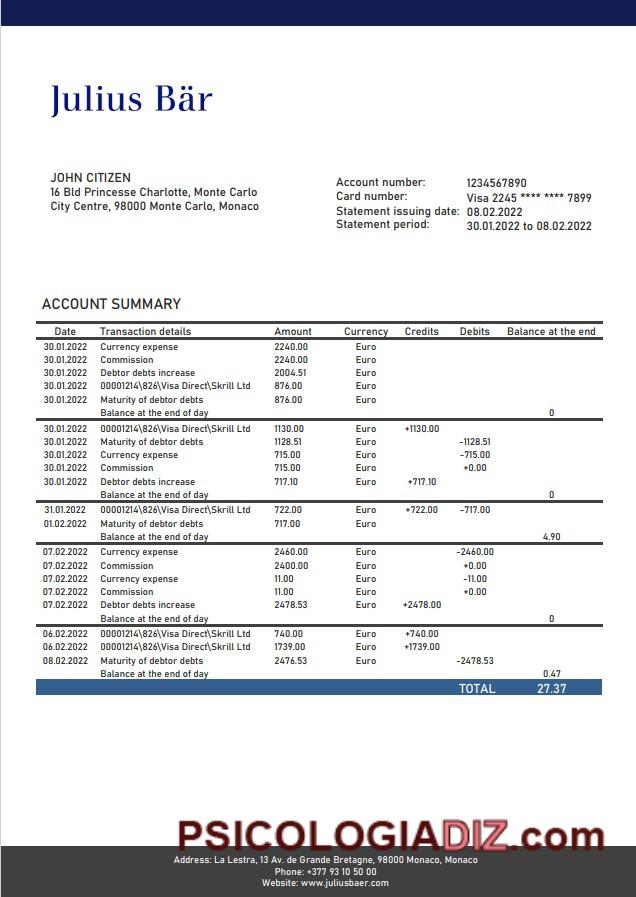 Julius Bär
JOHN CITIZEN
16 Bld Princesse Charlotte, Monte Carlo
City Centre, 98000 Monte Carlo, Monaco
Account number: 1234567890
Card number: Visa 2245 **** **** 7899
Statement issuing date: 08.02.2022
Statement period: 30.01.2022 to 08.02.2022
ACCOUNT SUMMARY
Date Transaction details Amount Currency Credits Debits Balance at the end
30.01.2022 Currency expense 2240.00 Euro
30.01.2022 Commission 2240.00 Euro
30.01.2022 Debtor debts increase 2004.51 Euro
30.01.2022 00001214\826\Visa Direct\Skrill Ltd 876.00 Euro
30.01.2022 Maturity of debtor debts 876.00 Euro
Balance at the end of day 0
30.01.2022 00001214\826\Visa Direct\Skrill Ltd 1130.00 Euro +1130.00
30.01.2022 Maturity of debtor debts 1128.51 Euro -1128.51
30.01.2022 Currency expense 715.00 Euro -715.00
30.01.2022 Commission 715.00 Euro +0.00
30.01.2022 Debtor debts increase 717.10 Euro +717.10
Balance at the end of day 0
31.01.2022 00001214\826\Visa Direct\Skrill Ltd 722.00 Euro +722.00 -717.00
01.02.2022 Maturity of debtor debts 717.00 Euro
Balance at the end of day 4.90
07.02.2022 Currency expense 2460.00 Euro -2460.00
07.02.2022 Commission 2400.00 Euro +0.00
07.02.2022 Currency expense 11.00 Euro -11.00
07.02.2022 Commission 11.00 Euro +0.00
07.02.2022 Debtor debts increase 2478.53 Euro +2478.00
Balance at the end of day 0
06.02.2022 00001214\826\Visa Direct\Skrill Ltd 740.00 Euro +740.00
06.02.2022 00001214\826\Visa Direct\Skrill Ltd 1739.00 Euro +1739.00
08.02.2022 Maturity of debtor debts 2476.53 Euro -2478.53
Balance at the end of day 0.47
TOTAL 27.37
PSICOLOGIADIZ.com
Address: La Lestra, 13 Av. de Grande Bretagne, 98000 Monaco, Monaco
Phone: +377 93 10 50 00
Website: www.juliusbaer.com